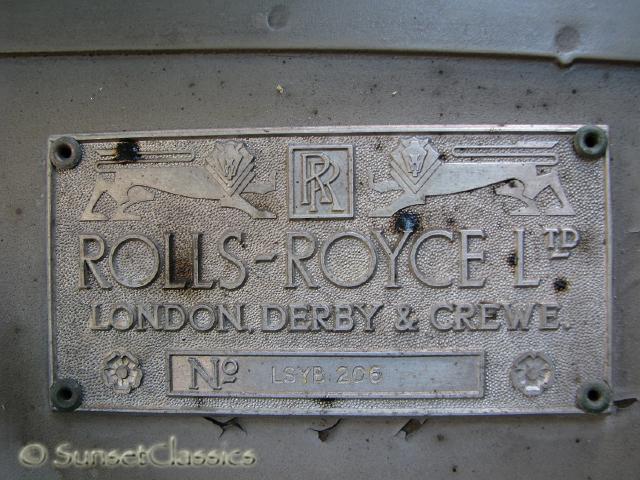 RR
ROLLS-ROYCE LTD
LONDON, DERBY & CREWE.
No LSYB 206
© SunsetClassics